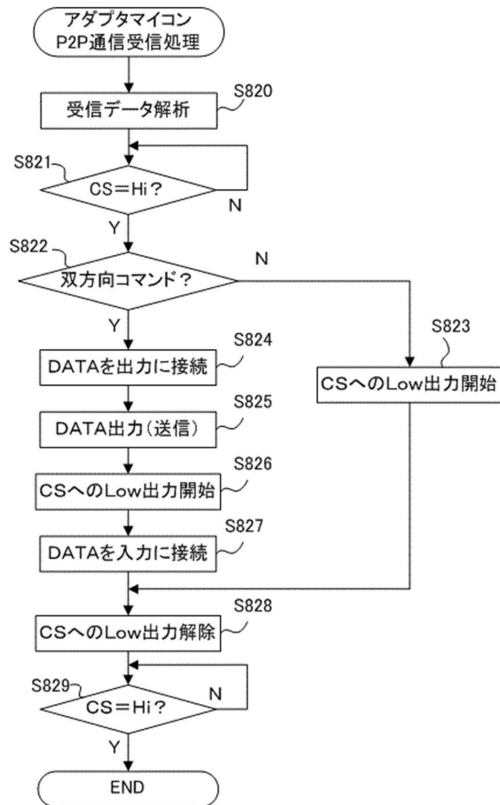 アダプタマイコン
P2P通信受信処理
S820
受信データ解析
S821
CS＝Hi？
N
Y
S822
双方向コマンド？
N
Y
S823
CSへのLow出力開始
S824
DATAを出力に接続
S825
DATA出力（送信）
S826
CSへのLow出力開始
S827
DATAを入力に接続
S828
CSへのLow出力解除
S829
CS＝Hi？
N
Y
END